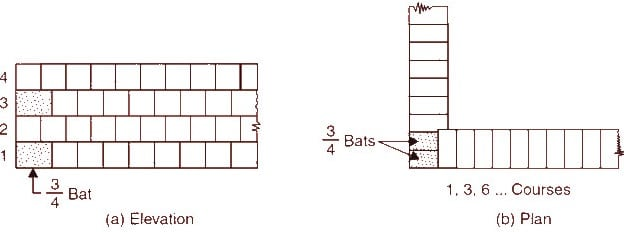 4
3
2
1
3/4 Bat
(a) Elevation
3/4 Bats
1, 3, 6 ... Courses
(b) Plan